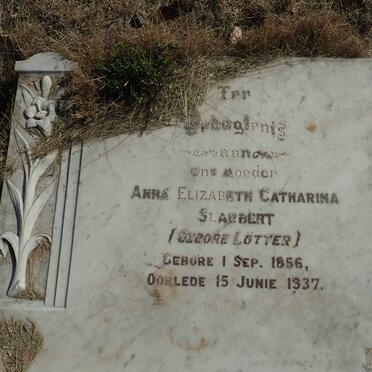 Ter
Gedagtenis
aan
Ons Moeder
Anna Elizabeth Catharina
Slabbert
(Gebore Lötter)
Gebore 1 Sep. 1856,
Oorlede 15 Junie 1937.